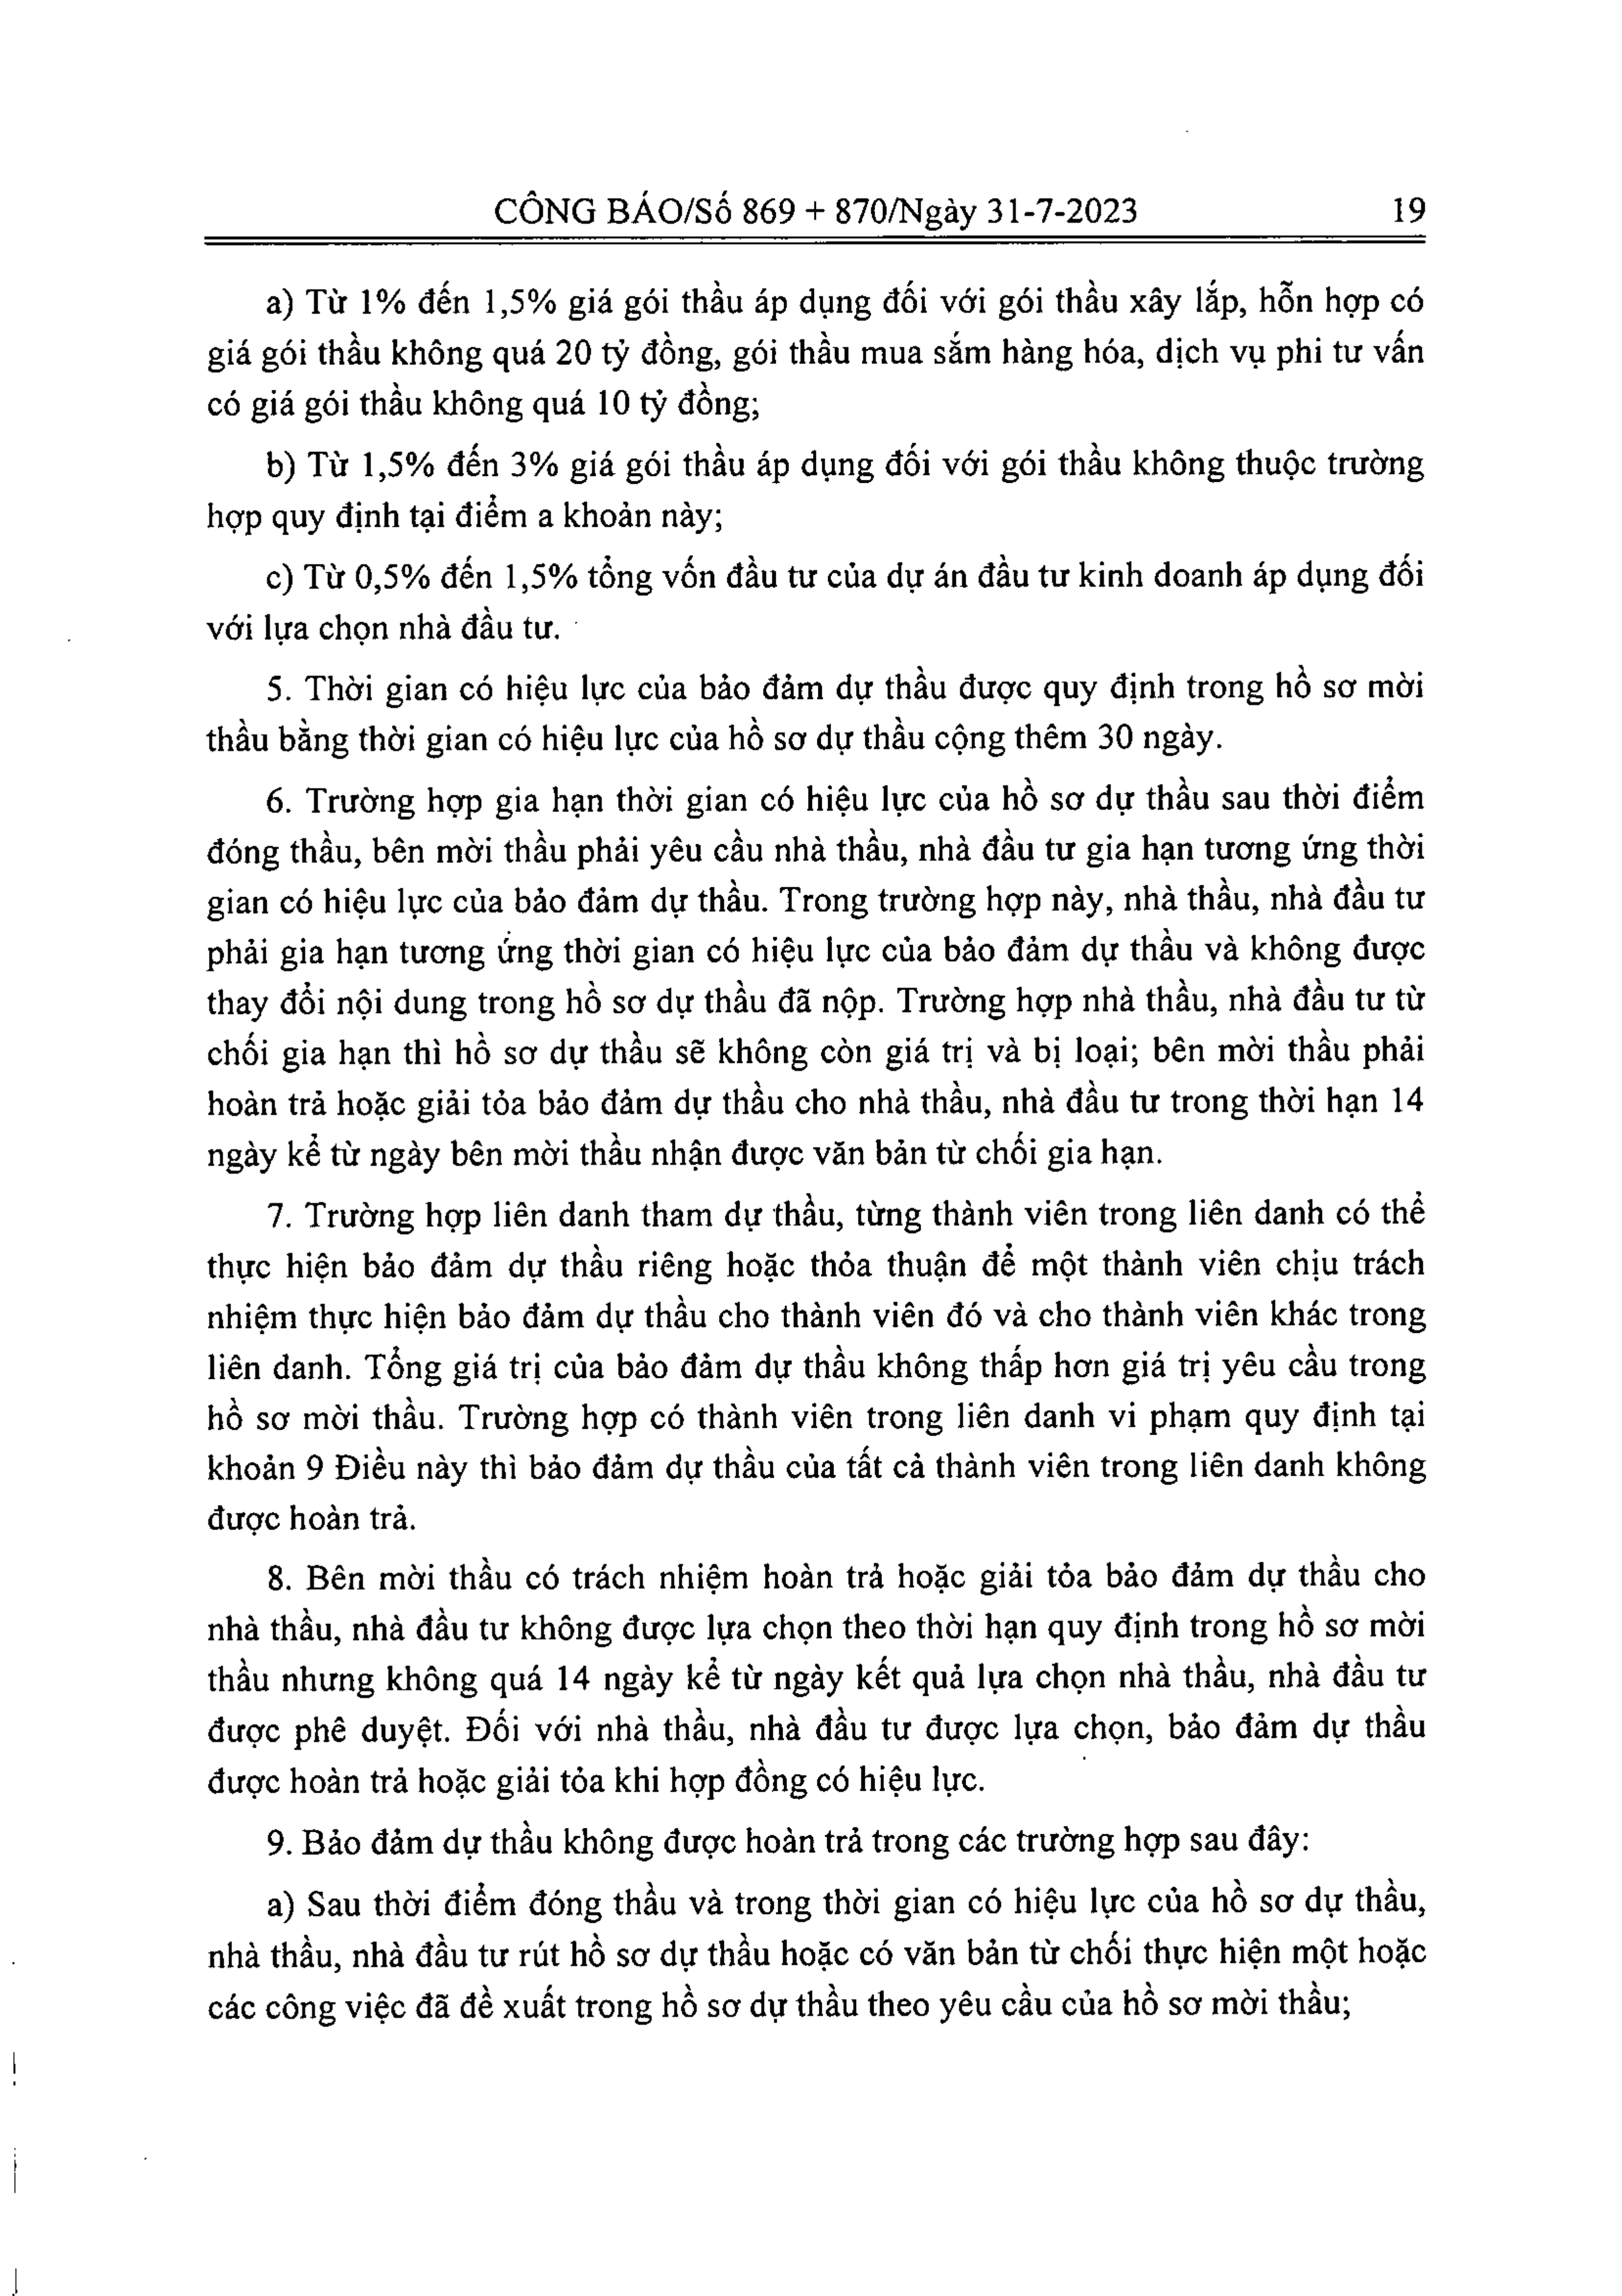 CÔNG BÁO/Số 869 + 870/Ngày 31-7-2023 19
a) Từ 1% đến 1,5% giá gói thầu áp dụng đối với gói thầu xây lắp, hỗn hợp có
giá gói thầu không quá 20 tỷ đồng, gói thầu mua sắm hàng hóa, dịch vụ phi tư vấn
có giá gói thầu không quá 10 tỷ đồng;
b) Từ 1,5% đến 3% giá gói thầu áp dụng đối với gói thầu không thuộc trường
hợp quy định tại điểm a khoản này;
c) Từ 0,5% đến 1,5% tổng vốn đầu tư của dự án đầu tư kinh doanh áp dụng đối
với lựa chọn nhà đầu tư.
5. Thời gian có hiệu lực của bảo đảm dự thầu được quy định trong hồ sơ mời
thầu bằng thời gian có hiệu lực của hồ sơ dự thầu cộng thêm 30 ngày.
6. Trường hợp gia hạn thời gian có hiệu lực của hồ sơ dự thầu sau thời điểm
đóng thầu, bên mời thầu phải yêu cầu nhà thầu, nhà đầu tư gia hạn tương ứng thời
gian có hiệu lực của bảo đảm dự thầu. Trong trường hợp này, nhà thầu, nhà đầu tư
phải gia hạn tương ứng thời gian có hiệu lực của bảo đảm dự thầu và không được
thay đổi nội dung trong hồ sơ dự thầu đã nộp. Trường hợp nhà thầu, nhà đầu tư từ
chối gia hạn thì hồ sơ dự thầu sẽ không còn giá trị và bị loại; bên mời thầu phải
hoàn trả hoặc giải tỏa bảo đảm dự thầu cho nhà thầu, nhà đầu tư trong thời hạn 14
ngày kể từ ngày bên mời thầu nhận được văn bản từ chối gia hạn.
7. Trường hợp liên danh tham dự thầu, từng thành viên trong liên danh có thể
thực hiện bảo đảm dự thầu riêng hoặc thỏa thuận để một thành viên chịu trách
nhiệm thực hiện bảo đảm dự thầu cho thành viên đó và cho thành viên khác trong
liên danh. Tổng giá trị của bảo đảm dự thầu không thấp hơn giá trị yêu cầu trong
hồ sơ mời thầu. Trường hợp có thành viên trong liên danh vi phạm quy định tại
khoản 9 Điều này thì bảo đảm dự thầu của tất cả thành viên trong liên danh không
được hoàn trả.
8. Bên mời thầu có trách nhiệm hoàn trả hoặc giải tỏa bảo đảm dự thầu cho
nhà thầu, nhà đầu tư không được lựa chọn theo thời hạn quy định trong hồ sơ mời
thầu nhưng không quá 14 ngày kể từ ngày kết quả lựa chọn nhà thầu, nhà đầu tư
được phê duyệt. Đối với nhà thầu, nhà đầu tư được lựa chọn, bảo đảm dự thầu
được hoàn trả hoặc giải tỏa khi hợp đồng có hiệu lực.
9. Bảo đảm dự thầu không được hoàn trả trong các trường hợp sau đây:
a) Sau thời điểm đóng thầu và trong thời gian có hiệu lực của hồ sơ dự thầu,
nhà thầu, nhà đầu tư rút hồ sơ dự thầu hoặc có văn bản từ chối thực hiện một hoặc
các công việc đã đề xuất trong hồ sơ dự thầu theo yêu cầu của hồ sơ mời thầu;